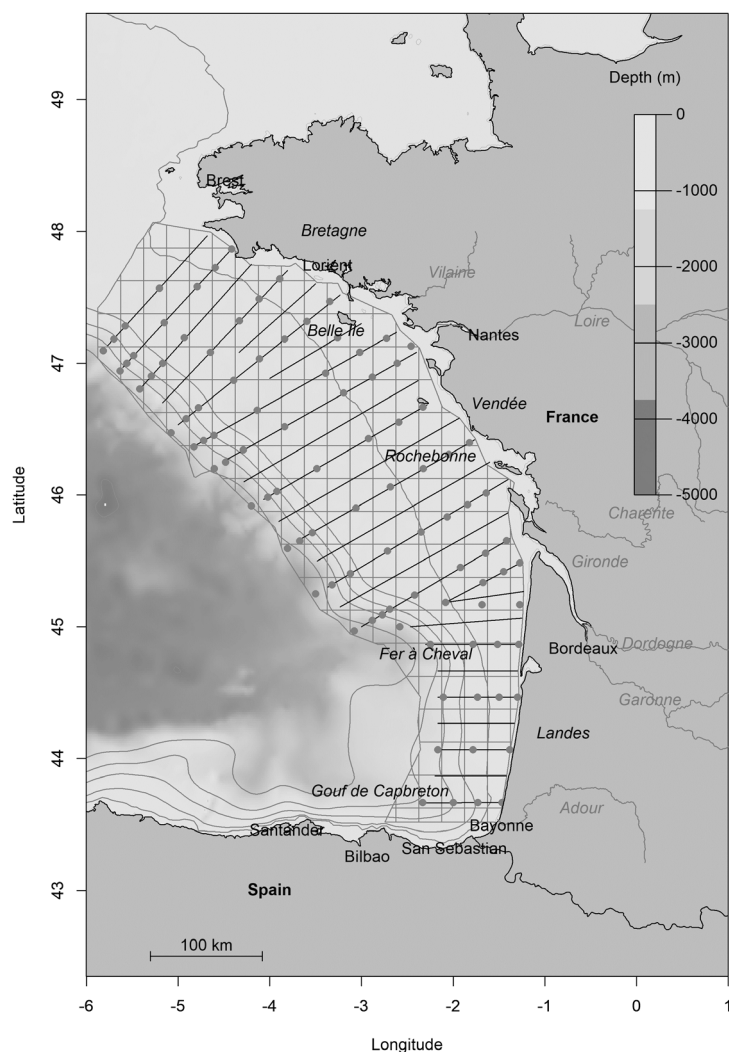 Depth (m)
0
-1000
-2000
-3000
-4000
-5000
49
48
47
46
45
44
43
Latitude
Brest
Bretagne
Lorient
Vilaine
Belle Ile
Nantes
Loire
Vendée
France
Rochebonne
Charente
Gironde
Fer à Cheval
Bordeaux
Dordogne
Garonne
Landes
Gouf de Capbreton
Adour
Santander
Bayonne
Bilbao
San Sebastian
Spain
100 km
-6
-5
-4
-3
-2
-1
0
1
Longitude